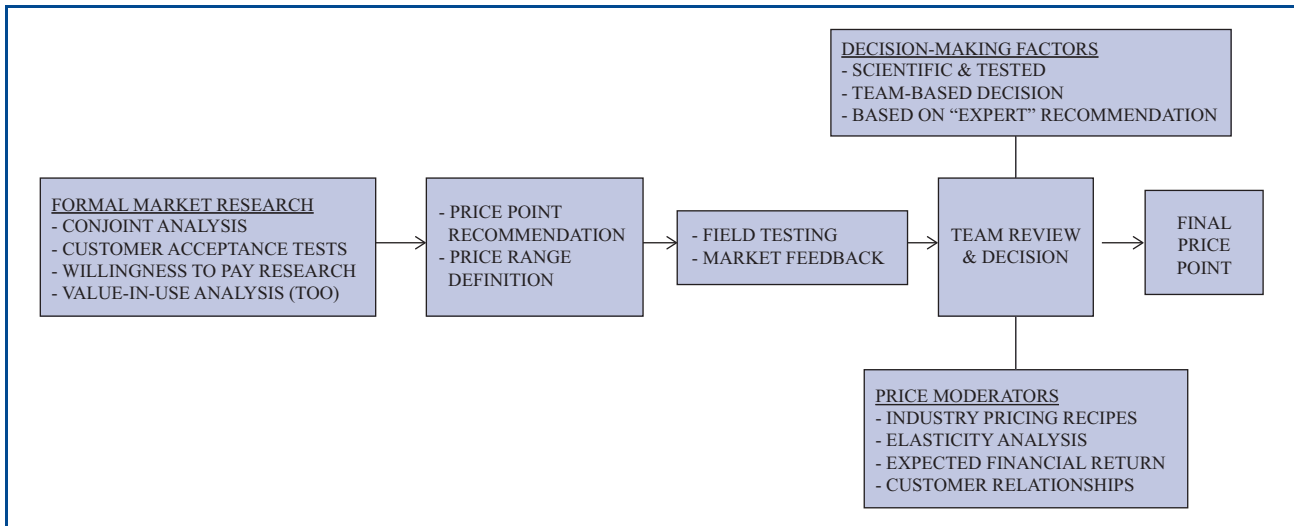 DECISION-MAKING FACTORS
- SCIENTIFIC & TESTED
- TEAM-BASED DECISION
- BASED ON “EXPERT” RECOMMENDATION
FORMAL MARKET RESEARCH
- CONJOINT ANALYSIS
- CUSTOMER ACCEPTANCE TESTS
- WILLINGNESS TO PAY RESEARCH
- VALUE-IN-USE ANALYSIS (TOO)
- PRICE POINT
RECOMMENDATION
- PRICE RANGE
DEFINITION
- FIELD TESTING
- MARKET FEEDBACK
TEAM REVIEW
& DECISION
FINAL
PRICE
POINT
PRICE MODERATORS
- INDUSTRY PRICING RECIPES
- ELASTICITY ANALYSIS
- EXPECTED FINANCIAL RETURN
- CUSTOMER RELATIONSHIPS